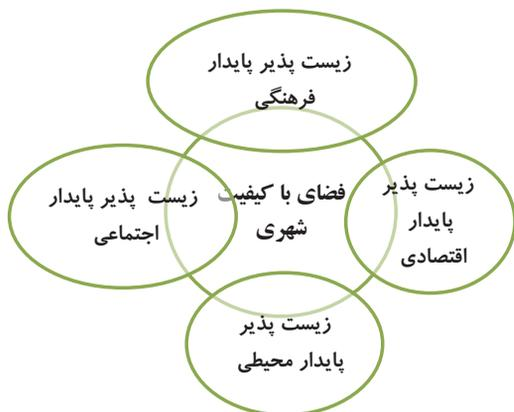 زیست پذیر پایدار
فرهنگی
زیست پذیر
پایدار
اقتصادی
فضای با کیفیت
شهری
زیست پذیر پایدار
اجتماعی
زیست پذیر
پایدار محیطی